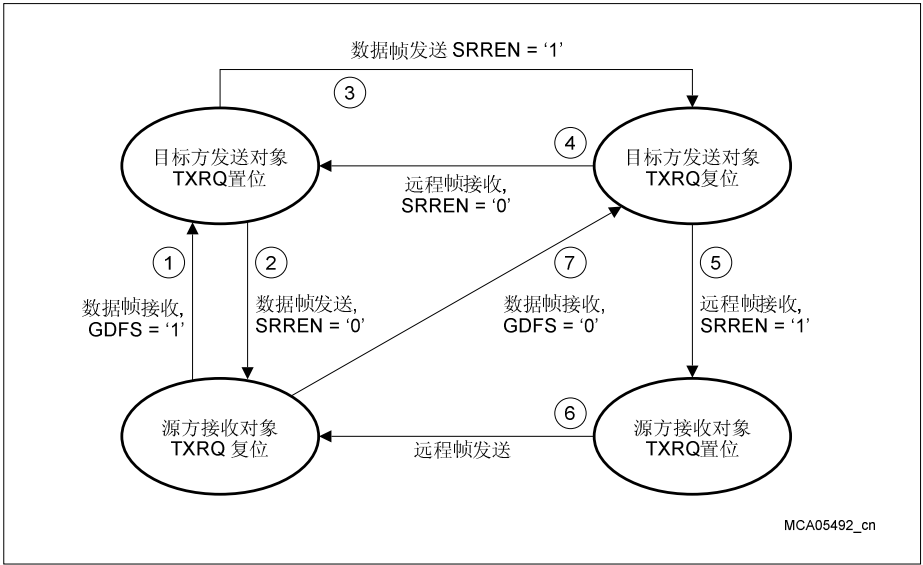 数据帧发送 SRREN = ‘1’
③
目标方发送对象
TXRQ置位
④
目标方发送对象
TXRQ复位
远程帧接收,
SRREN = ‘0’
①
②
⑦
⑤
数据帧接收,
GDFS = ‘1’
数据帧发送,
SRREN = ‘0’
数据帧接收,
GDFS = ‘0’
远程帧接收,
SRREN = ‘1’
源方接收对象
TXRQ 复位
⑥
远程帧发送
源方接收对象
TXRQ置位
MCA05492_cn